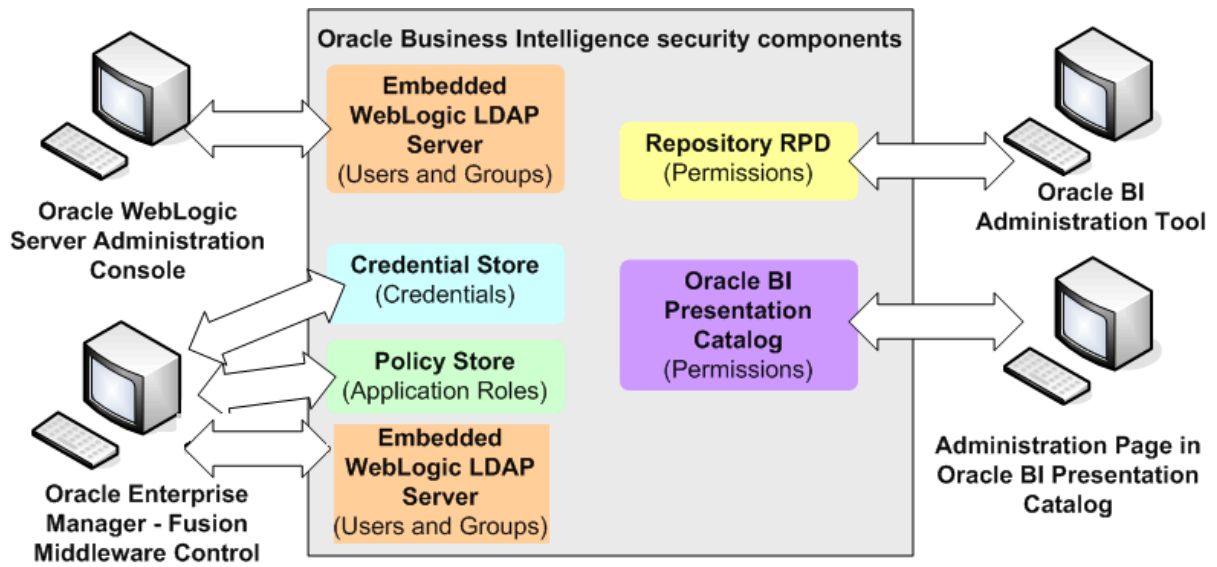 Oracle Business Intelligence security components
Embedded
WebLogic LDAP
Server
(Users and Groups)
Repository RPD
(Permissions)
Oracle WebLogic
Server Administration
Console
Oracle BI
Administration Tool
Credential Store
(Credentials)
Oracle BI
Presentation
Catalog
(Permissions)
Policy Store
(Application Roles)
Embedded
WebLogic LDAP
Server
(Users and Groups)
Oracle Enterprise
Manager - Fusion
Middleware Control
Administration Page in
Oracle BI Presentation
Catalog